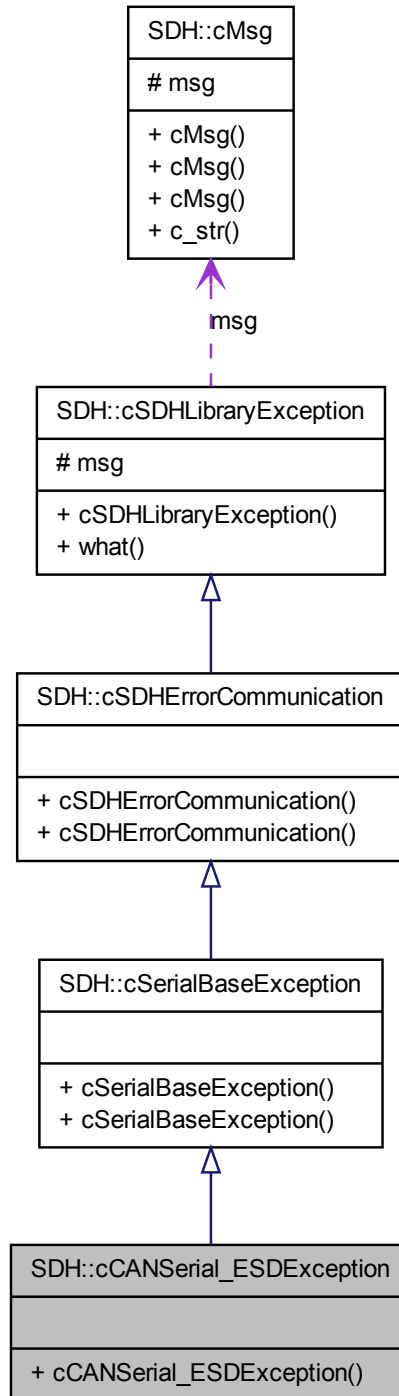 SDH::cMsg
# msg
+ cMsg()
+ cMsg()
+ cMsg()
+ c_str()
msg
SDH::cSDHLibraryException
# msg
+ cSDHLibraryException()
+ what()
SDH::cSDHErrorCommunication
+ cSDHErrorCommunication()
+ cSDHErrorCommunication()
SDH::cSerialBaseException
+ cSerialBaseException()
+ cSerialBaseException()
SDH::cCANSerial_ESDException
+ cCANSerial_ESDException()